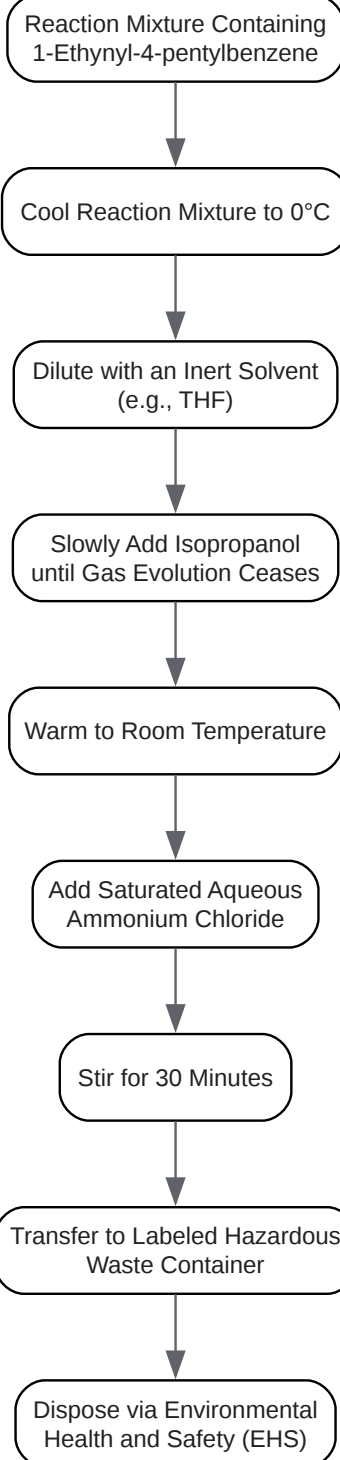 Reaction Mixture Containing
1-Ethynyl-4-pentylbenzene
Cool Reaction Mixture to 0°C
Dilute with an Inert Solvent
(e.g., THF)
Slowly Add Isopropanol
until Gas Evolution Ceases
Warm to Room Temperature
Add Saturated Aqueous
Ammonium Chloride
Stir for 30 Minutes
Transfer to Labeled Hazardous
Waste Container
Dispose via Environmental
Health and Safety (EHS)